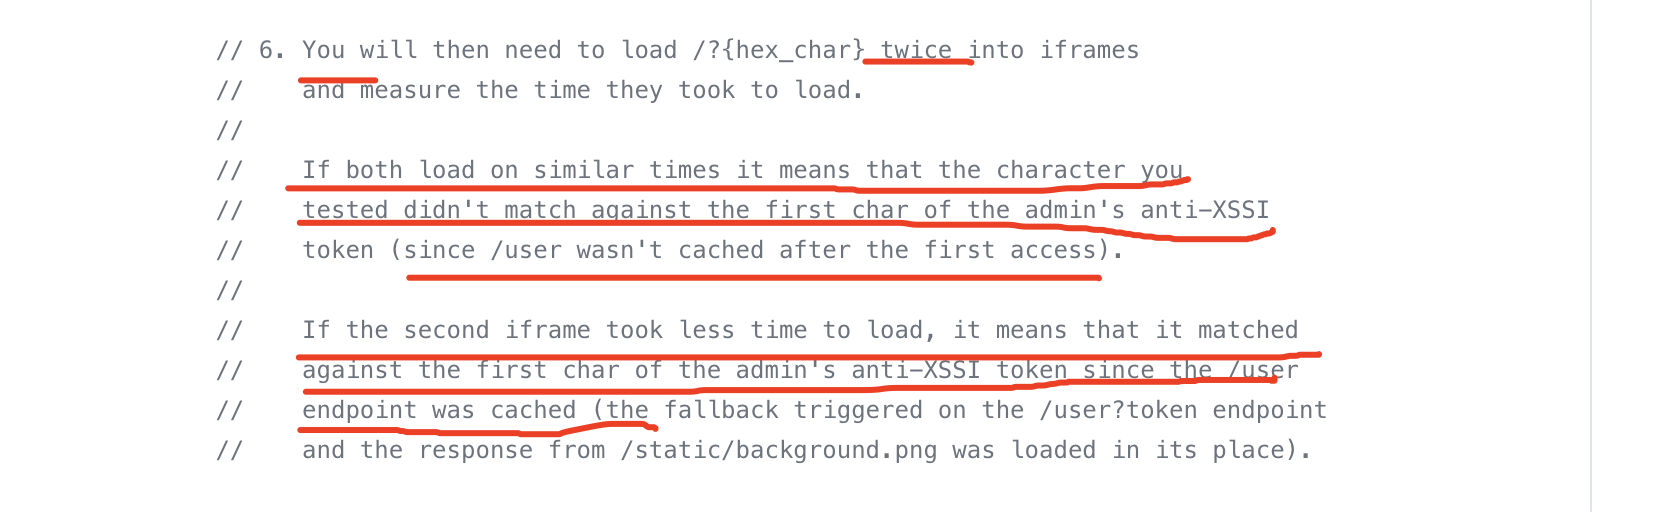 // 6. You will then need to load /?{hex_char} twice into iframes
//    and measure the time they took to load.
//
//    If both load on similar times it means that the character you
//    tested didn't match against the first char of the admin's anti-XSSI
//    token (since /user wasn't cached after the first access).
//
//    If the second iframe took less time to load, it means that it matched
//    against the first char of the admin's anti-XSSI token since the /user
//    endpoint was cached (the fallback triggered on the /user?token endpoint
//    and the response from /static/background.png was loaded in its place).